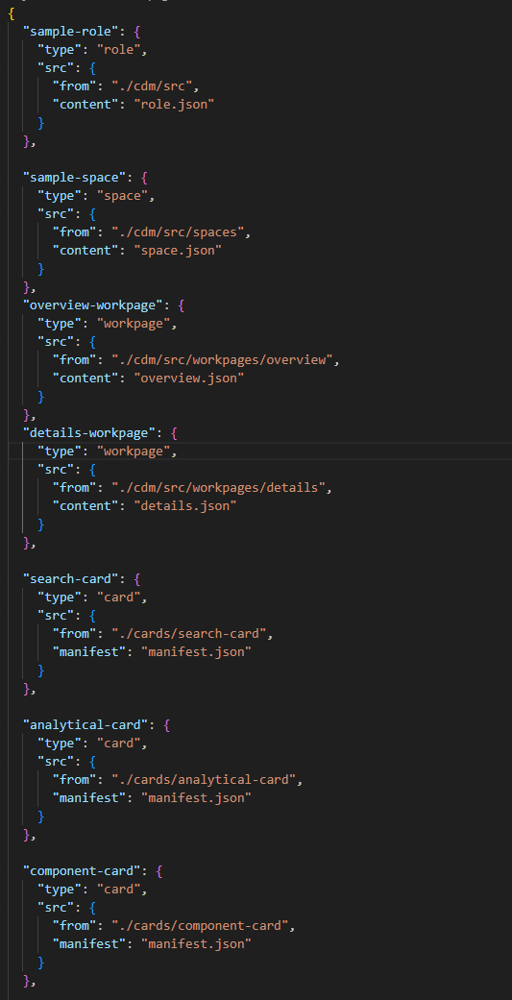 {
"sample-role": {
"type": "role",
"src": {
"from": "./cdm/src",
"content": "role.json"
}
},
"sample-space": {
"type": "space",
"src": {
"from": "./cdm/src/spaces",
"content": "space.json"
}
},
"overview-workpage": {
"type": "workpage",
"src": {
"from": "./cdm/src/workpages/overview",
"content": "overview.json"
}
},
"details-workpage": {
"type": "workpage",
"src": {
"from": "./cdm/src/workpages/details",
"content": "details.json"
}
},
"search-card": {
"type": "card",
"src": {
"from": "./cards/search-card",
"manifest": "manifest.json"
}
},
"analytical-card": {
"type": "card",
"src": {
"from": "./cards/analytical-card",
"manifest": "manifest.json"
}
},
"component-card": {
"type": "card",
"src": {
"from": "./cards/component-card",
"manifest": "manifest.json"
}
},